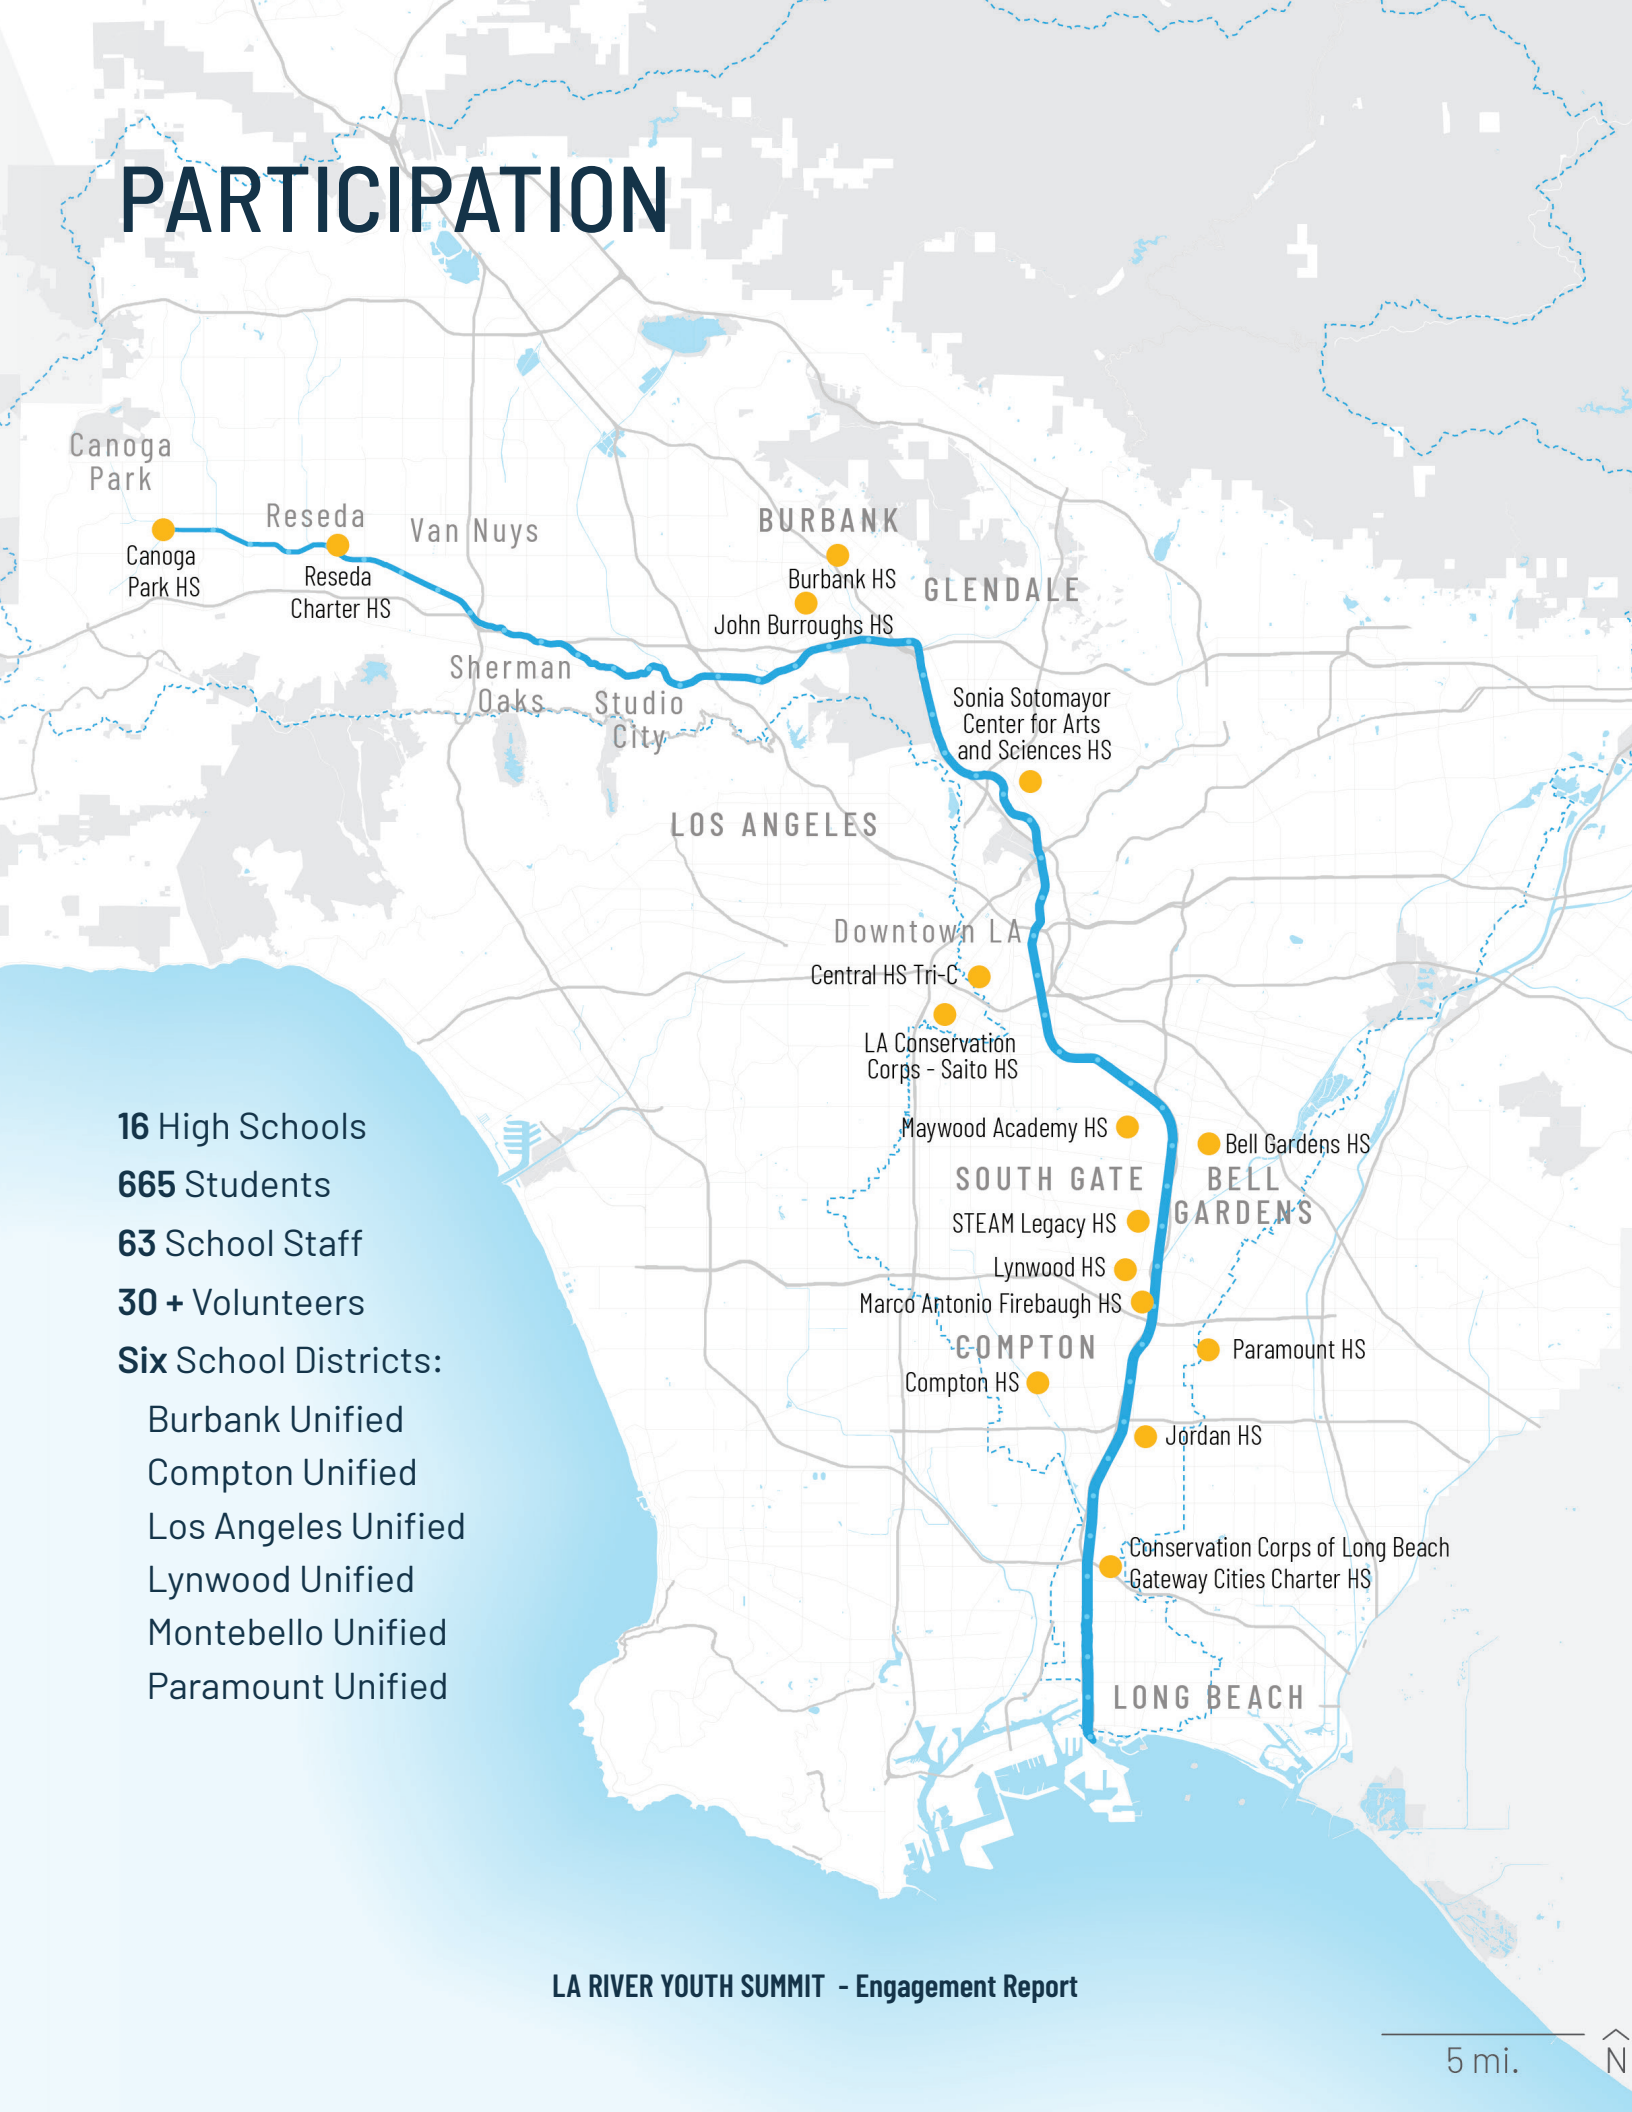 PARTICIPATION
Canoga
Park
Canoga
Park HS
Reseda
Reseda
Charter HS
Van Nuys
BURBANK
Burbank HS
John Burroughs HS
GLENDALE
Sherman
Oaks
Studio
City
Sonia Sotomayor
Center for Arts
and Sciences HS
LOS ANGELES
Downtown LA
Central HS Tri-C
LA Conservation
Corps - Saito HS
Maywood Academy HS
Bell Gardens HS
SOUTH GATE
BELL
GARDENS
STEAM Legacy HS
Lynwood HS
Marco Antonio Firebaugh HS
COMPTON
Paramount HS
Compton HS
Jordan HS
Conservation Corps of Long Beach
Gateway Cities Charter HS
LONG BEACH
16 High Schools
665 Students
63 School Staff
30 + Volunteers
Six School Districts:
Burbank Unified
Compton Unified
Los Angeles Unified
Lynwood Unified
Montebello Unified
Paramount Unified
LA RIVER YOUTH SUMMIT - Engagement Report
5 mi.
N